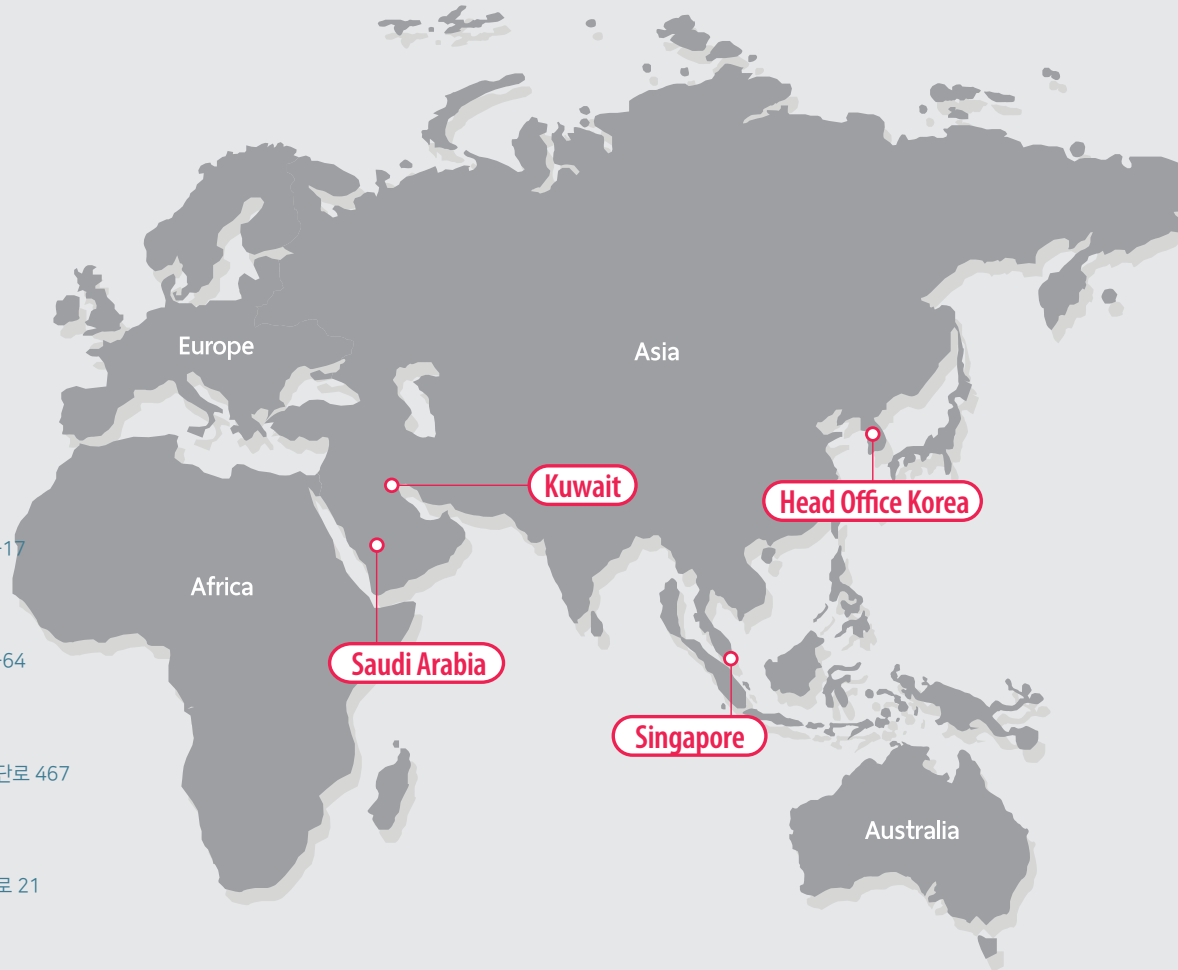 Europe
Asia
Kuwait
Head Office Korea
-17
Africa
Saudi Arabia
-64
Singapore
단로 467
Australia
로 21